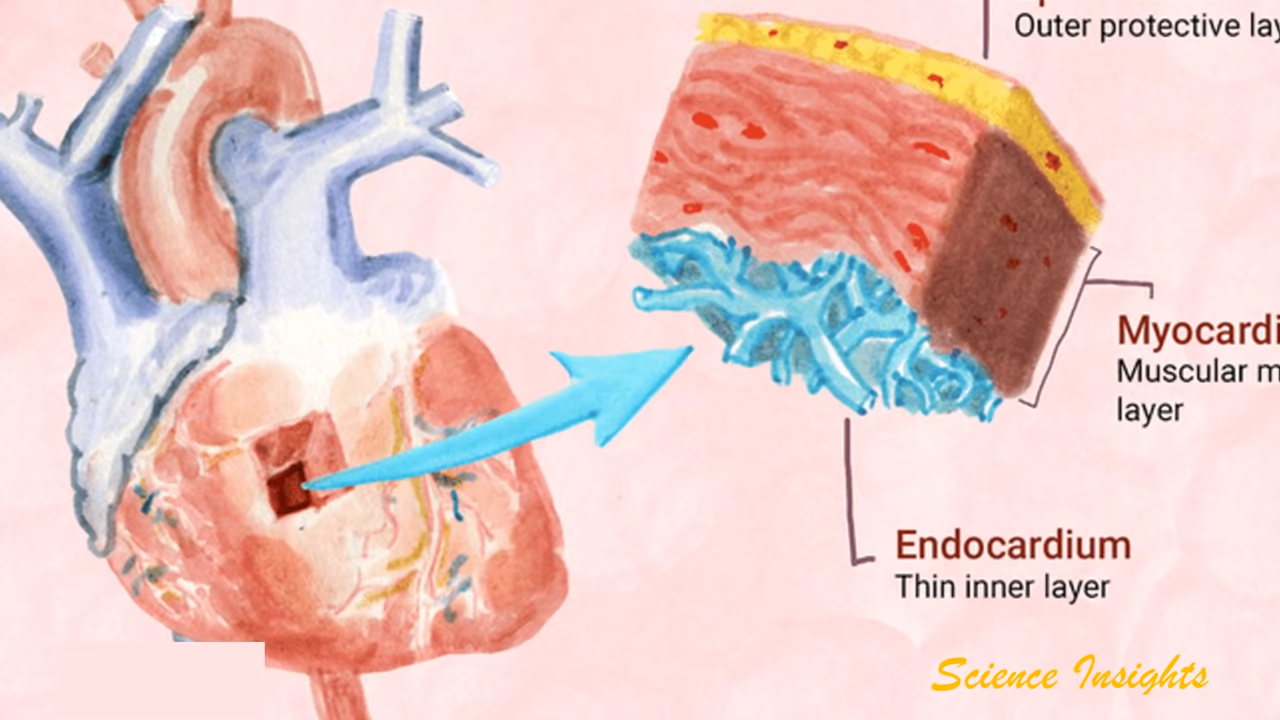 Outer protective lay
Myocardi
Muscular m
layer
Endocardium
Thin inner layer
Science Insights